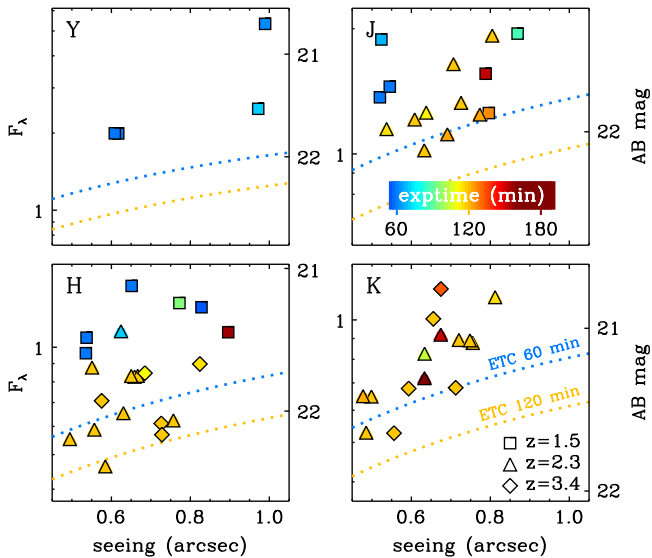 Y
J
21
22
1
F_λ
22
1
AB mag
exptime (min)
60 120 180
H
K
21
22
1
F_λ
1
21
22
AB mag
ETC 60 min
ETC 120 min
z=1.5
z=2.3
z=3.4
0.6 0.8 1.0
0.6 0.8 1.0
seeing (arcsec)
seeing (arcsec)